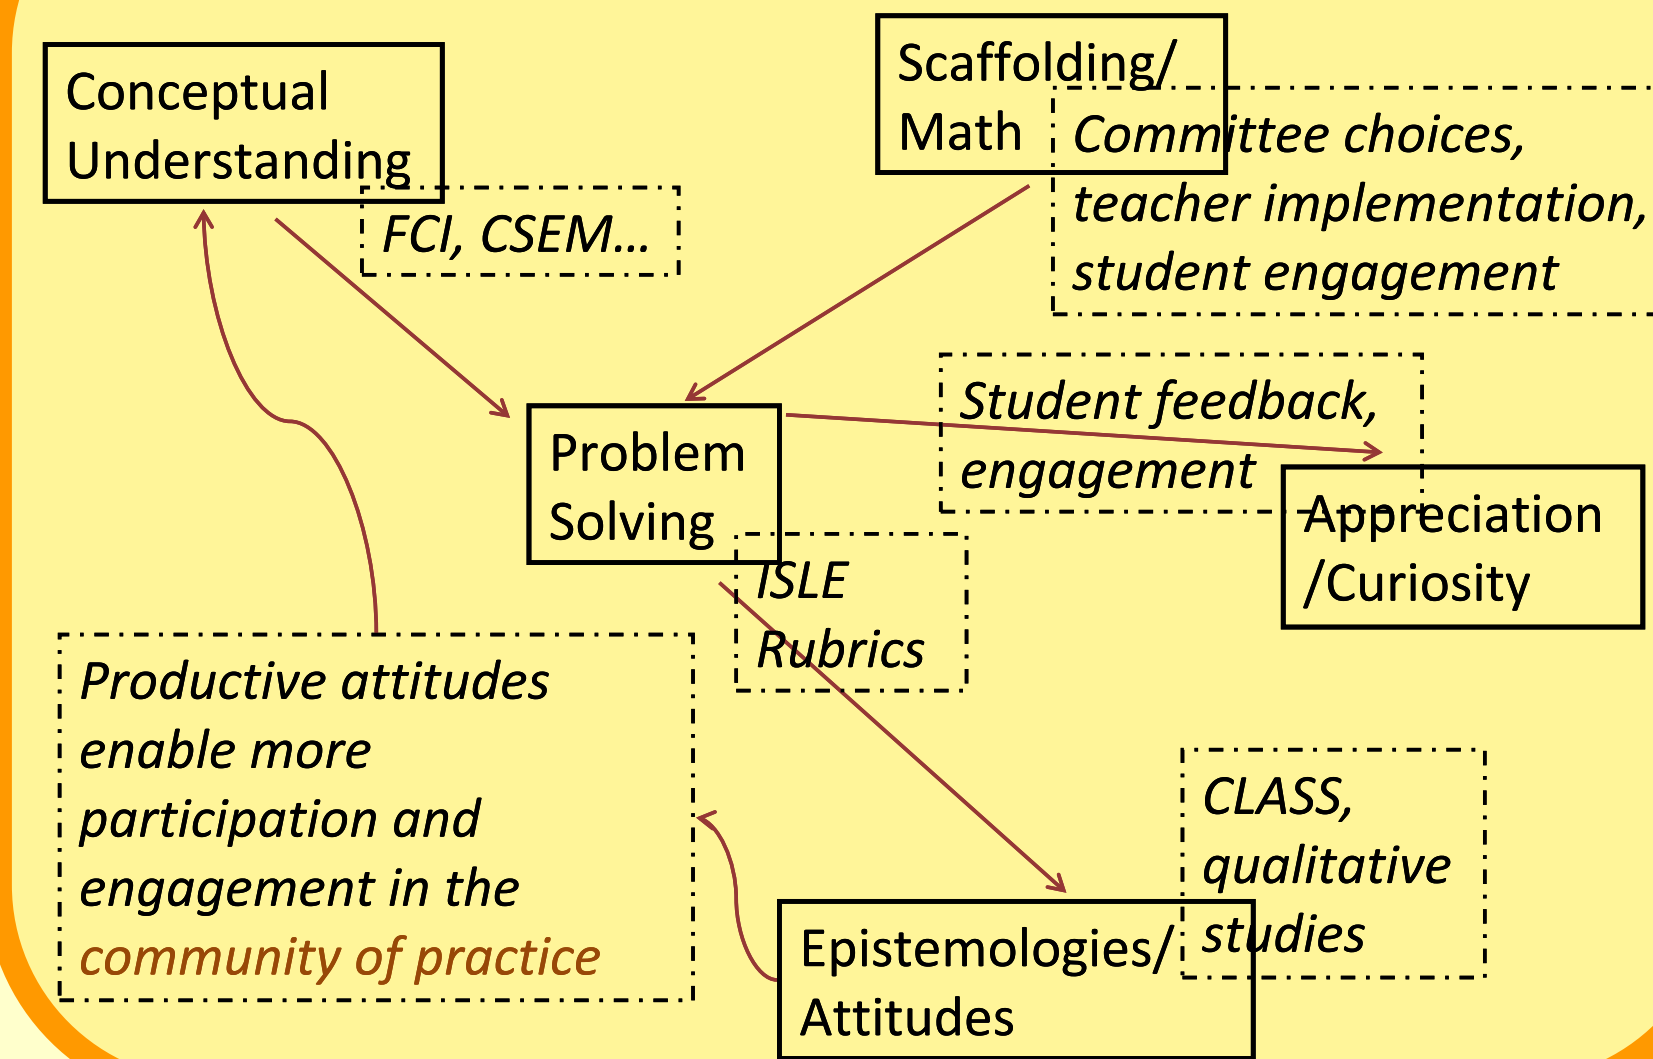 Conceptual
Understanding
FCI, CSEM…
Scaffolding/
Math
Committee choices,
teacher implementation,
student engagement
Student feedback,
engagement
Problem
Solving
Appreciation
/Curiosity
ISLE
Rubrics
Productive attitudes
enable more
participation and
engagement in the
community of practice
CLASS,
qualitative
studies
Epistemologies/
Attitudes